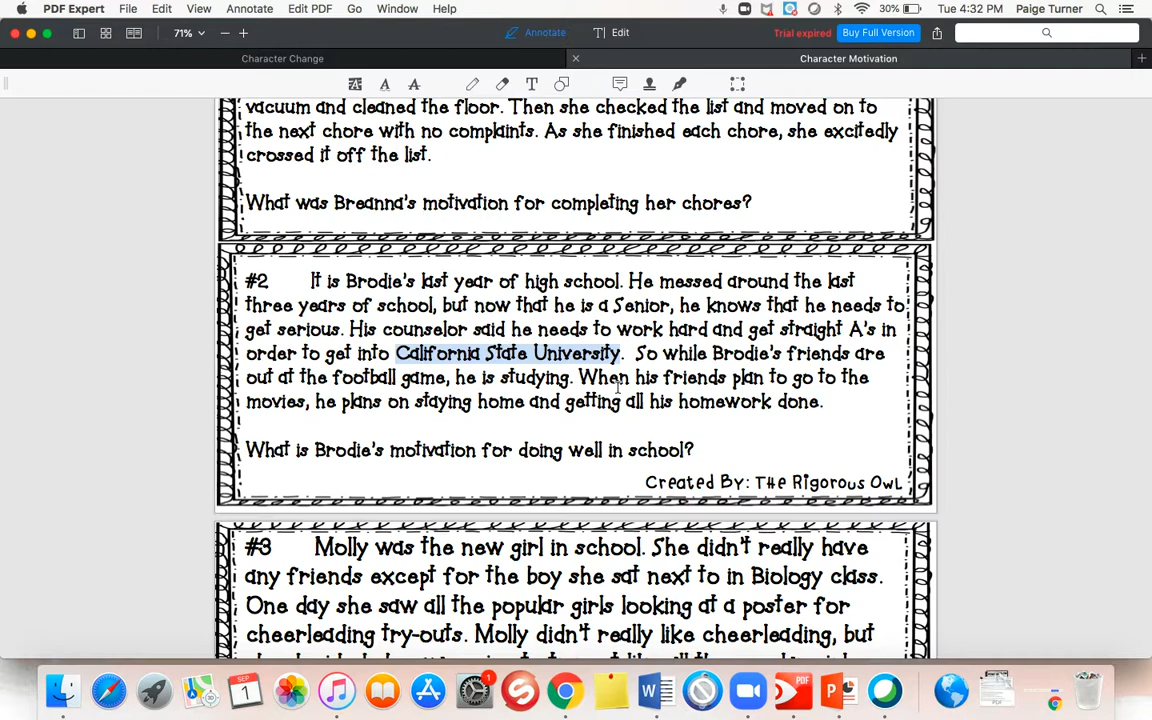 PDF Expert File Edit View Annotate Edit PDF Go Window Help 30% Tue 4:32 PM Paige Turner
71% Annotate Edit Trial expired Buy Full Version
Character Change Character Motivation
vacuum and cleaned the floor. Then she checked the list and moved on to
the next chore with no complaints. As she finished each chore, she excitedly
crossed it off the list.
What was Breanna's motivation for completing her chores?
#2 It is Brodie's last year of high school. He messed around the last
three years of school, but now that he is a Senior, he knows that he needs to
get serious. His counselor said he needs to work hard and get straight A's in
order to get into California State University. So while Brodie's friends are
out at the football game, he is studying. When his friends plan to go to the
movies, he plans on staying home and getting all his homework done.
What is Brodie's motivation for doing well in school?
Created By: The Rigorous Owl
#3 Molly was the new girl in school. She didn't really have
any friends except for the boy she sat next to in Biology class.
One day she saw all the popular girls looking at a poster for
cheerleading try-outs. Molly didn't really like cheerleading, but